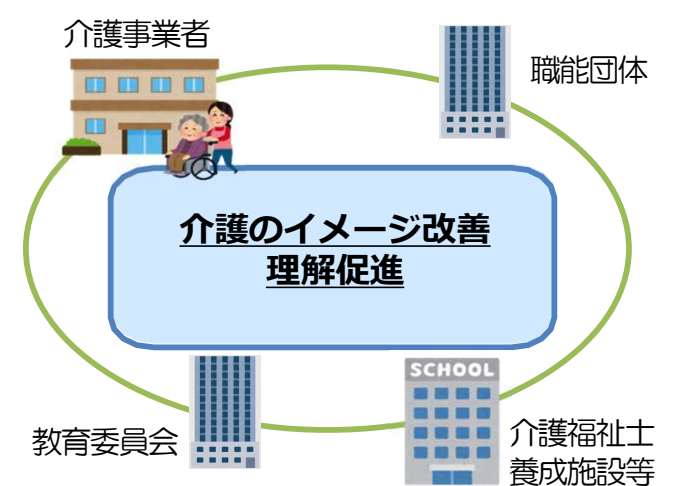 介護事業者
職能団体
介護のイメージ改善
理解促進
SCHOOL
教育委員会
介護福祉士
養成施設等